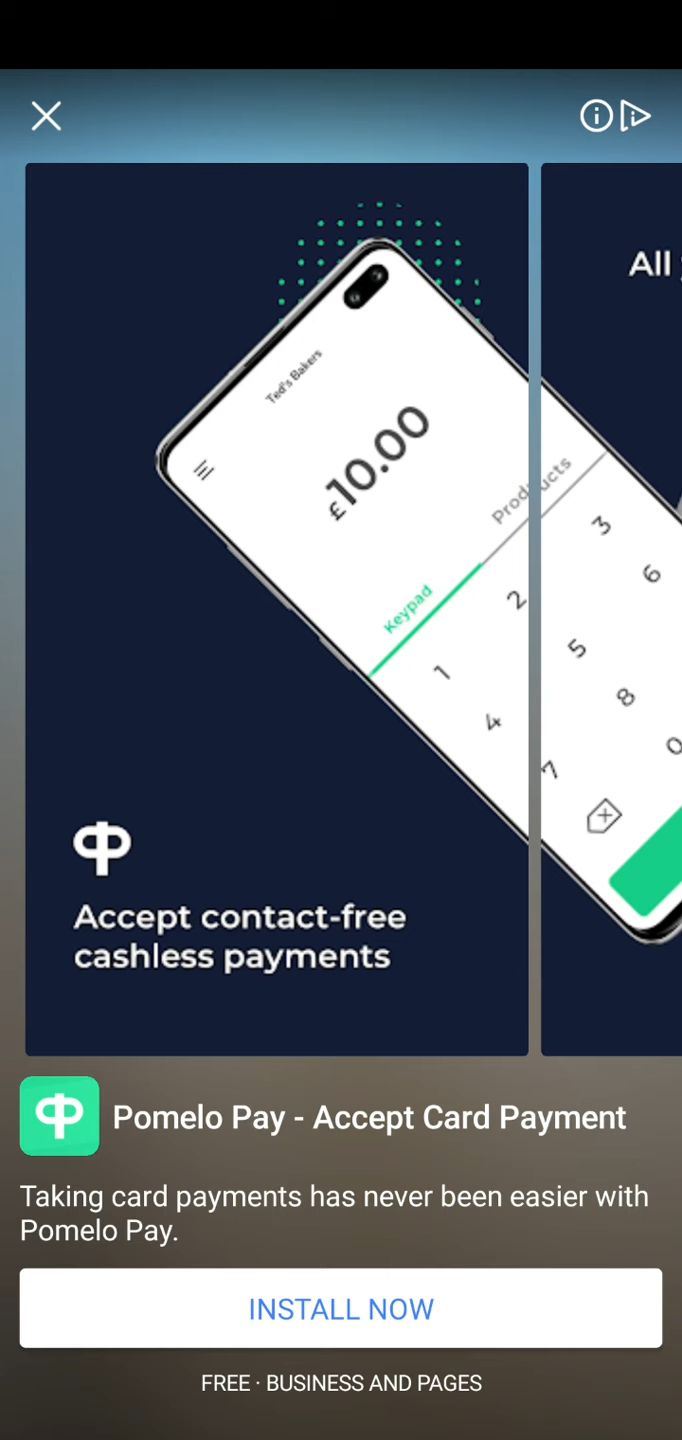 All
Ted's Bakers
£10.00
Keypad
Products
1 2 3
4 5 6
7 8
0
Accept contact-free
cashless payments
Pomelo Pay - Accept Card Payment
Taking card payments has never been easier with
Pomelo Pay.
INSTALL NOW
FREE · BUSINESS AND PAGES